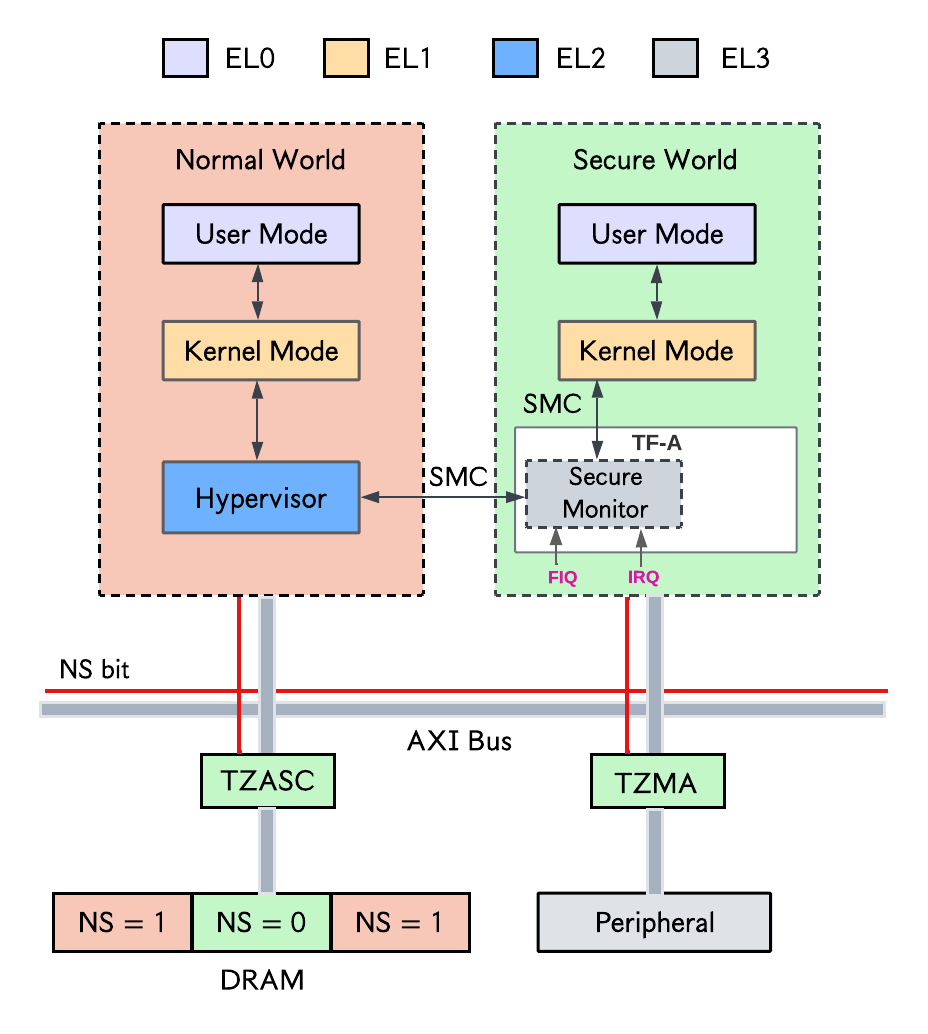 EL0
EL1
EL2
EL3
Normal World
User Mode
Kernel Mode
Hypervisor
SMC
Secure World
User Mode
Kernel Mode
SMC
TF-A
Secure
Monitor
FIQ
IRQ
NS bit
AXI Bus
TZASC
TZMA
NS = 1
NS = 0
NS = 1
DRAM
Peripheral